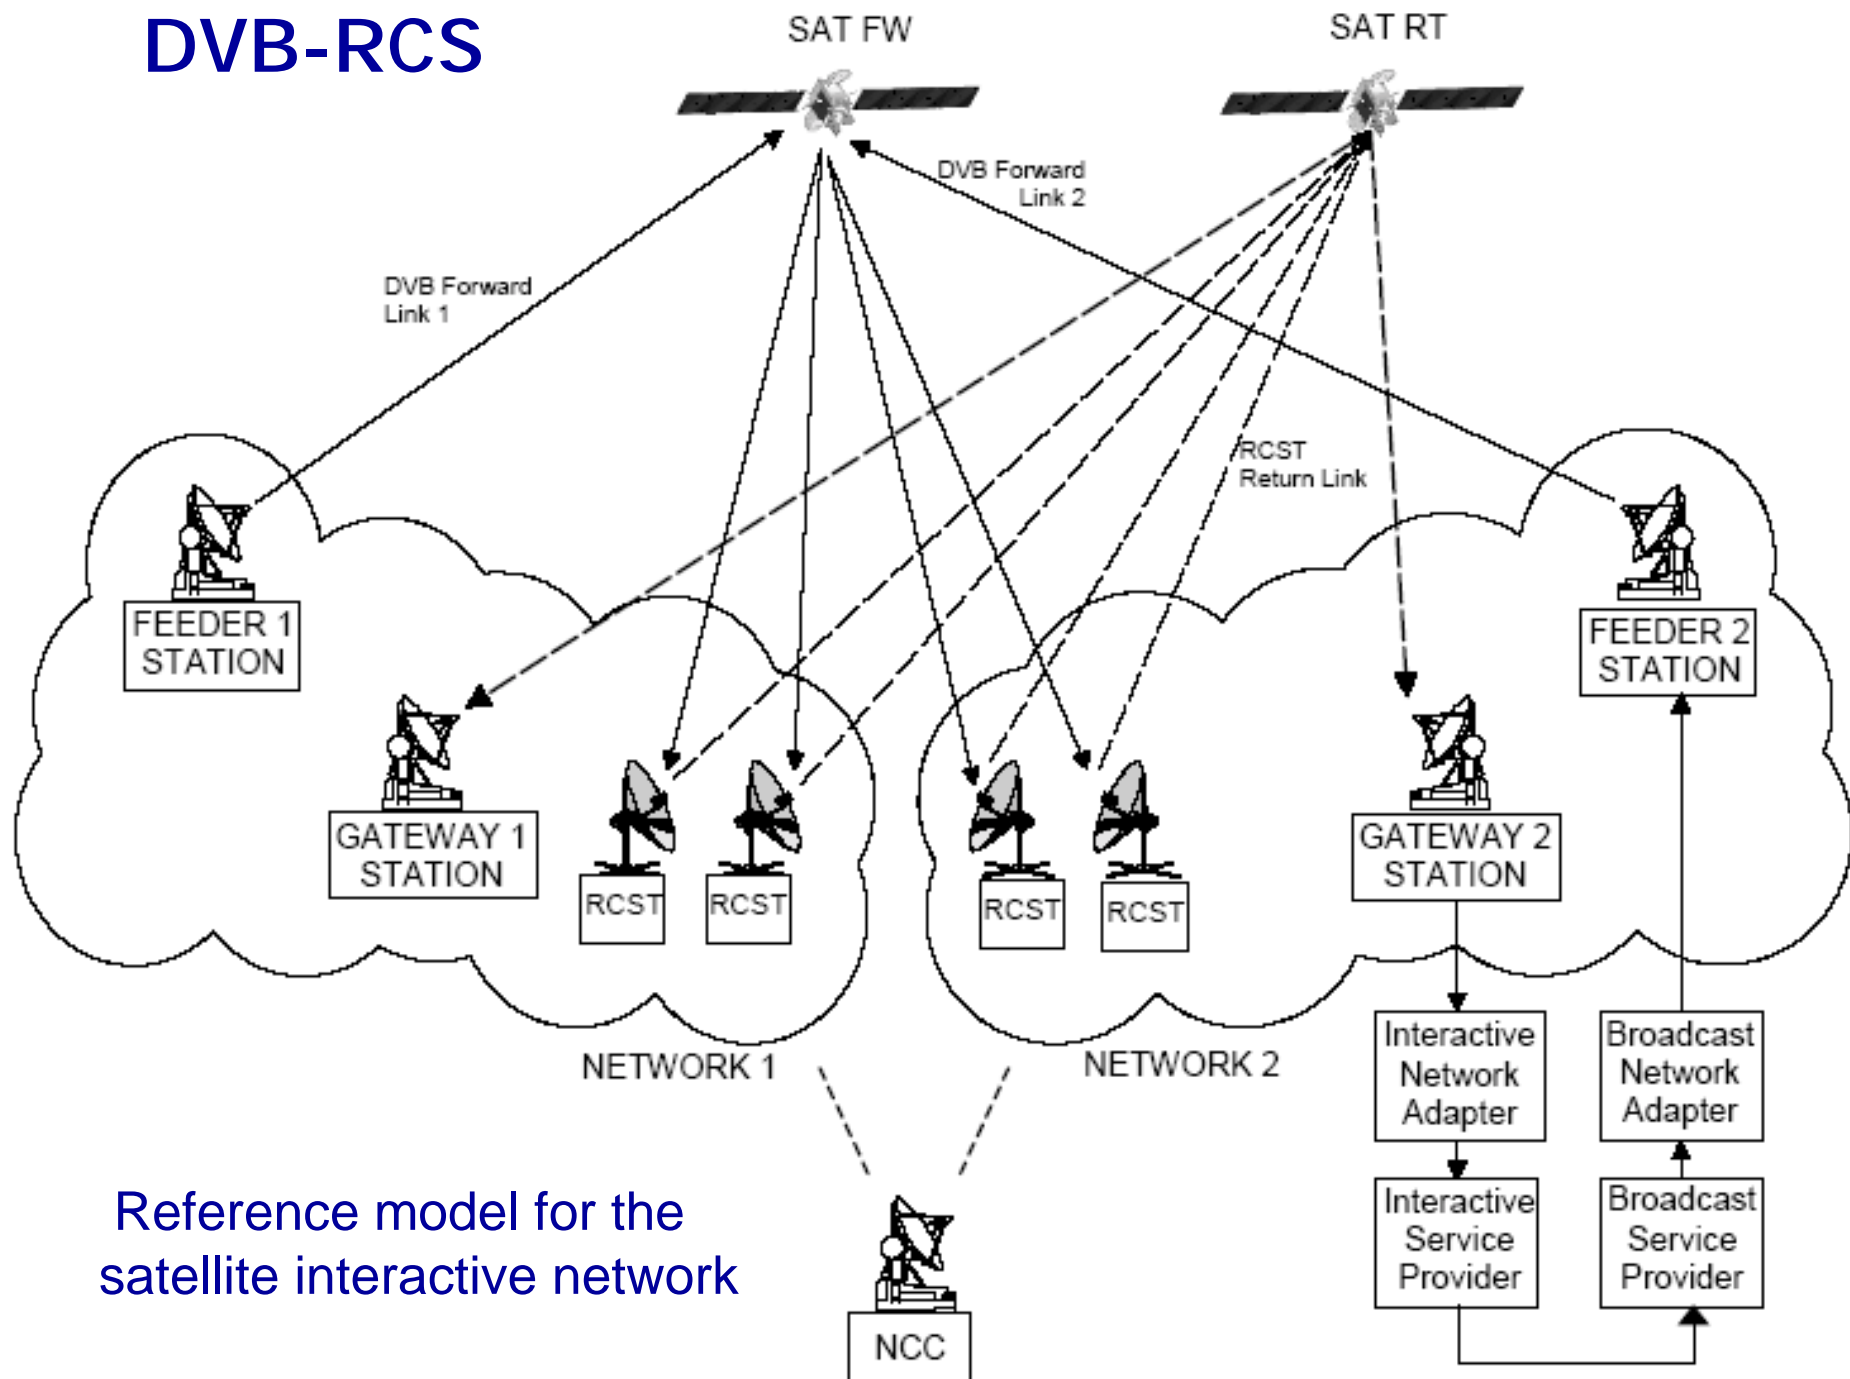 DVB-RCS
SAT FW
SAT RT
DVB Forward
Link 2
DVB Forward
Link 1
RCST
Return Link
FEEDER 1
STATION
FEEDER 2
STATION
GATEWAY 1
STATION
RCST
RCST
RCST
RCST
GATEWAY 2
STATION
NETWORK 1
NETWORK 2
Interactive
Network
Adapter
Broadcast
Network
Adapter
Interactive
Service
Provider
Broadcast
Service
Provider
Reference model for the
satellite interactive network
NCC